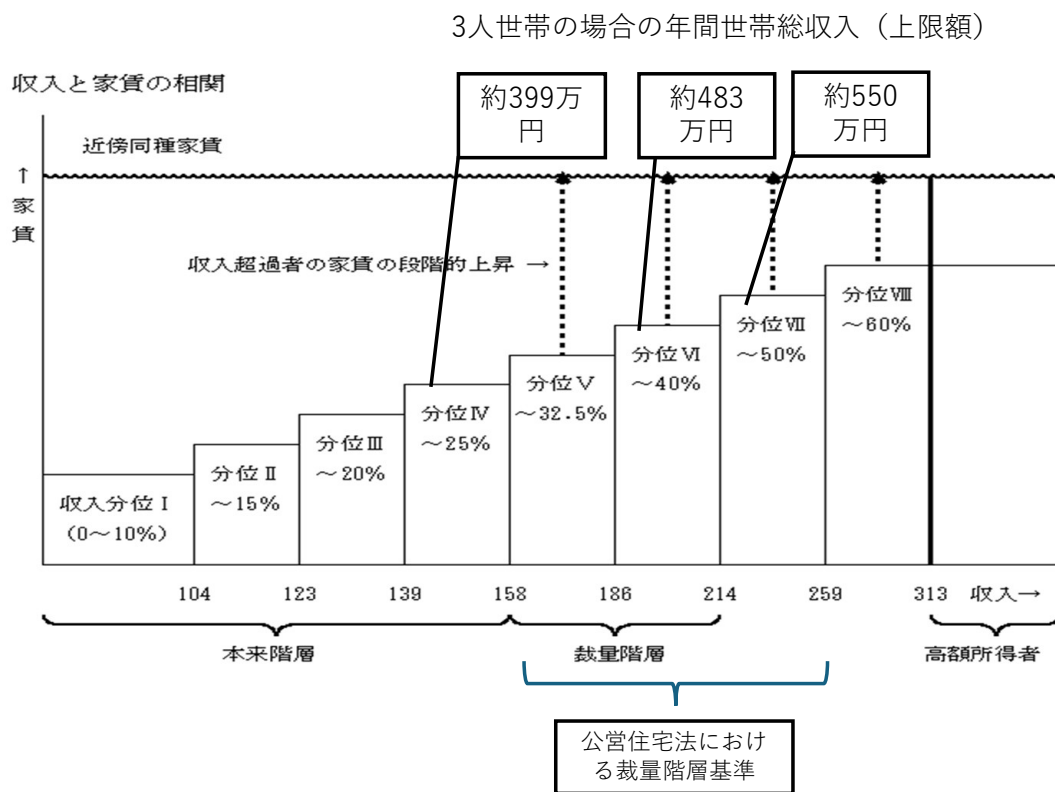 3人世帯の場合の年間世帯総収入（上限額）
収入と家賃の相関
約399万
円
約483
万円
約550
万円
近傍同種家賃
↑
家
賃
収入超過者の家賃の段階的上昇 →
収入分位Ⅰ
(0～10%)
分位Ⅱ
～15%
分位Ⅲ
～20%
分位Ⅳ
～25%
分位Ⅴ
～32.5%
分位Ⅵ
～40%
分位Ⅶ
～50%
分位Ⅷ
～60%
104 123 139 158 186 214 259 313 収入→
本来階層 裁量階層 高額所得者
公営住宅法におけ
る裁量階層基準